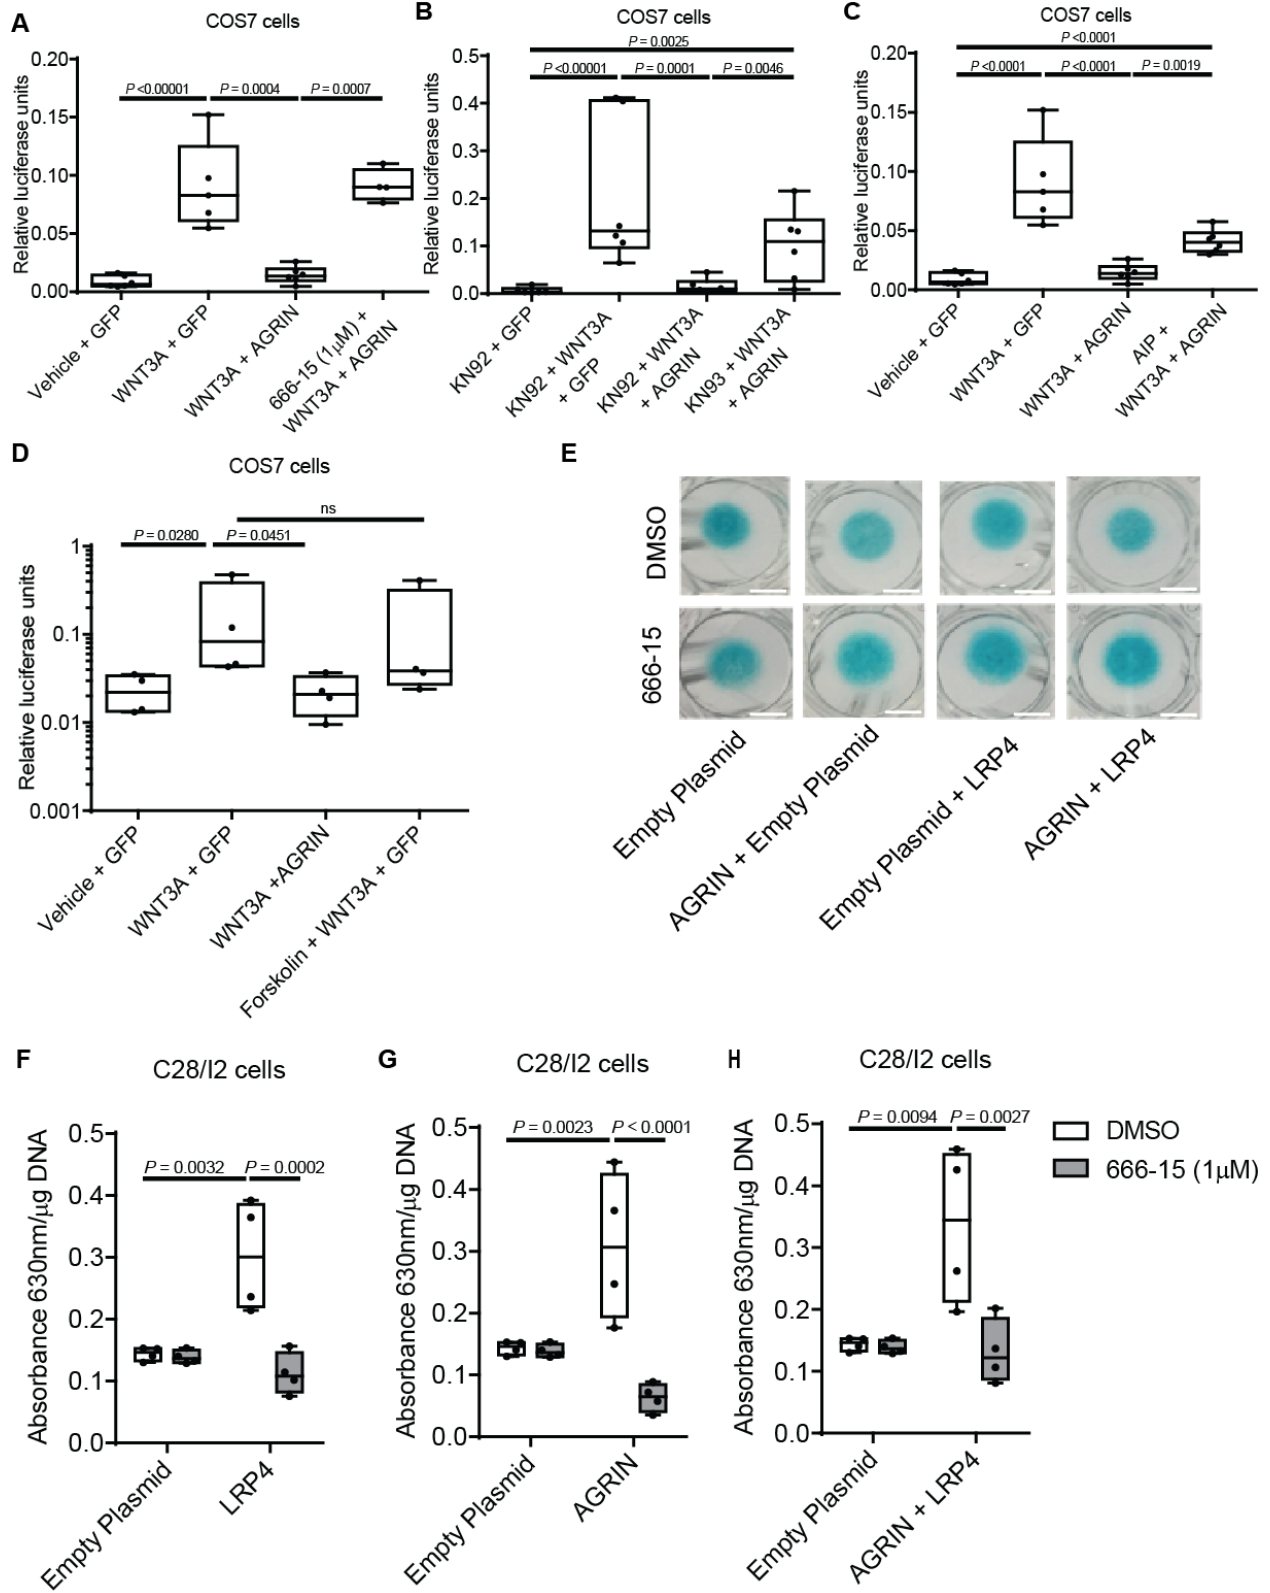 A
COS7 cells
Relative luciferase units
0.20
0.15
0.10
0.05
0.00
P <0.00001
P = 0.0004
P = 0.0007
Vehicle + GFP
WNT3A + GFP
WNT3A + AGRIN
666-15 (1μM) +
WNT3A + AGRIN
B
COS7 cells
Relative luciferase units
0.5
0.4
0.3
0.2
0.1
0.0
P = 0.0025
P <0.00001
P = 0.0001
P = 0.0046
KN92 + GFP
KN92 + WNT3A
+ GFP
KN92 + WNT3A
+ AGRIN
KN93 + WNT3A
+ AGRIN
C
COS7 cells
Relative luciferase units
0.20
0.15
0.10
0.05
0.00
P <0.0001
P <0.0001
P <0.0001
P = 0.0019
Vehicle + GFP
WNT3A + GFP
WNT3A + AGRIN
AIP +
WNT3A + AGRIN
D
COS7 cells
Relative luciferase units
1
0.1
0.01
0.001
ns
P = 0.0280
P = 0.0451
Vehicle + GFP
WNT3A + GFP
WNT3A +AGRIN
Forskolin + WNT3A + GFP
E
DMSO
666-15
Empty Plasmid
AGRIN + Empty Plasmid
Empty Plasmid + LRP4
AGRIN + LRP4
F
C28/I2 cells
Absorbance 630nm/μg DNA
0.5
0.4
0.3
0.2
0.1
0.0
P = 0.0032
P = 0.0002
Empty Plasmid
LRP4
G
C28/I2 cells
Absorbance 630nm/μg DNA
0.5
0.4
0.3
0.2
0.1
0.0
P = 0.0023
P < 0.0001
Empty Plasmid
AGRIN
H
C28/I2 cells
Absorbance 630nm/μg DNA
0.5
0.4
0.3
0.2
0.1
0.0
P = 0.0094
P = 0.0027
Empty Plasmid
AGRIN + LRP4
DMSO
666-15 (1μM)